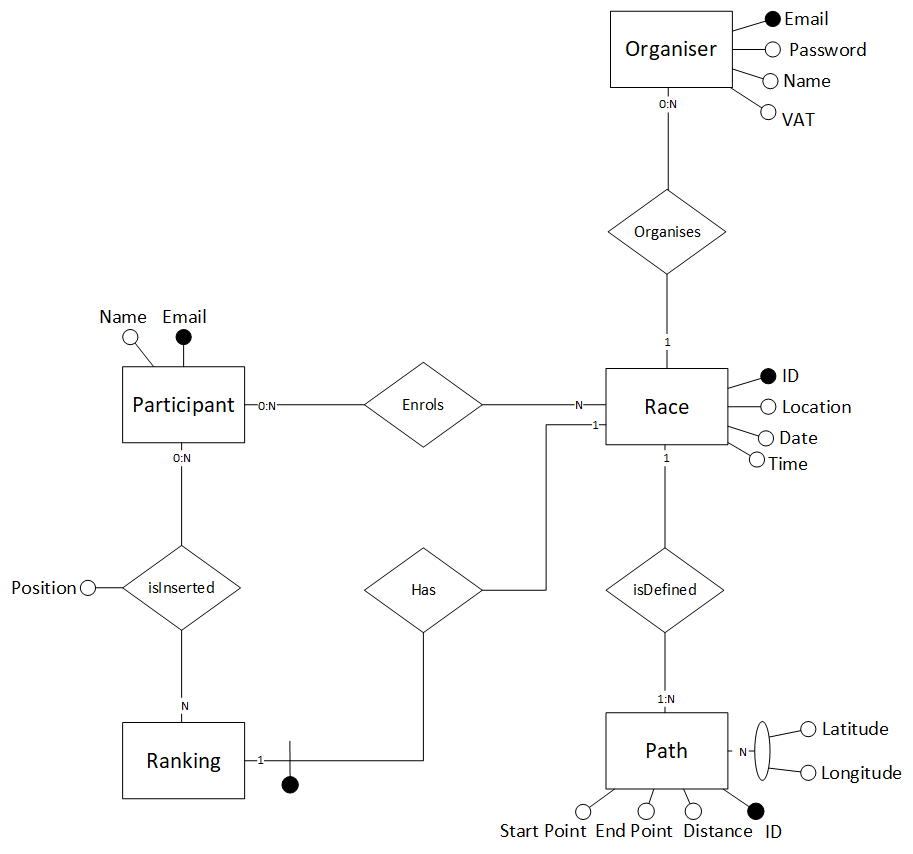 Organiser
Email
Password
Name
VAT
0:N
Organises
1
Name
Email
Participant
0:N
Enrols
N
Race
ID
Location
Date
Time
1
0:N
1
Position
isInserted
Has
isDefined
N
1:N
Ranking
1
Path
N
Latitude
Longitude
Start Point
End Point
Distance
ID